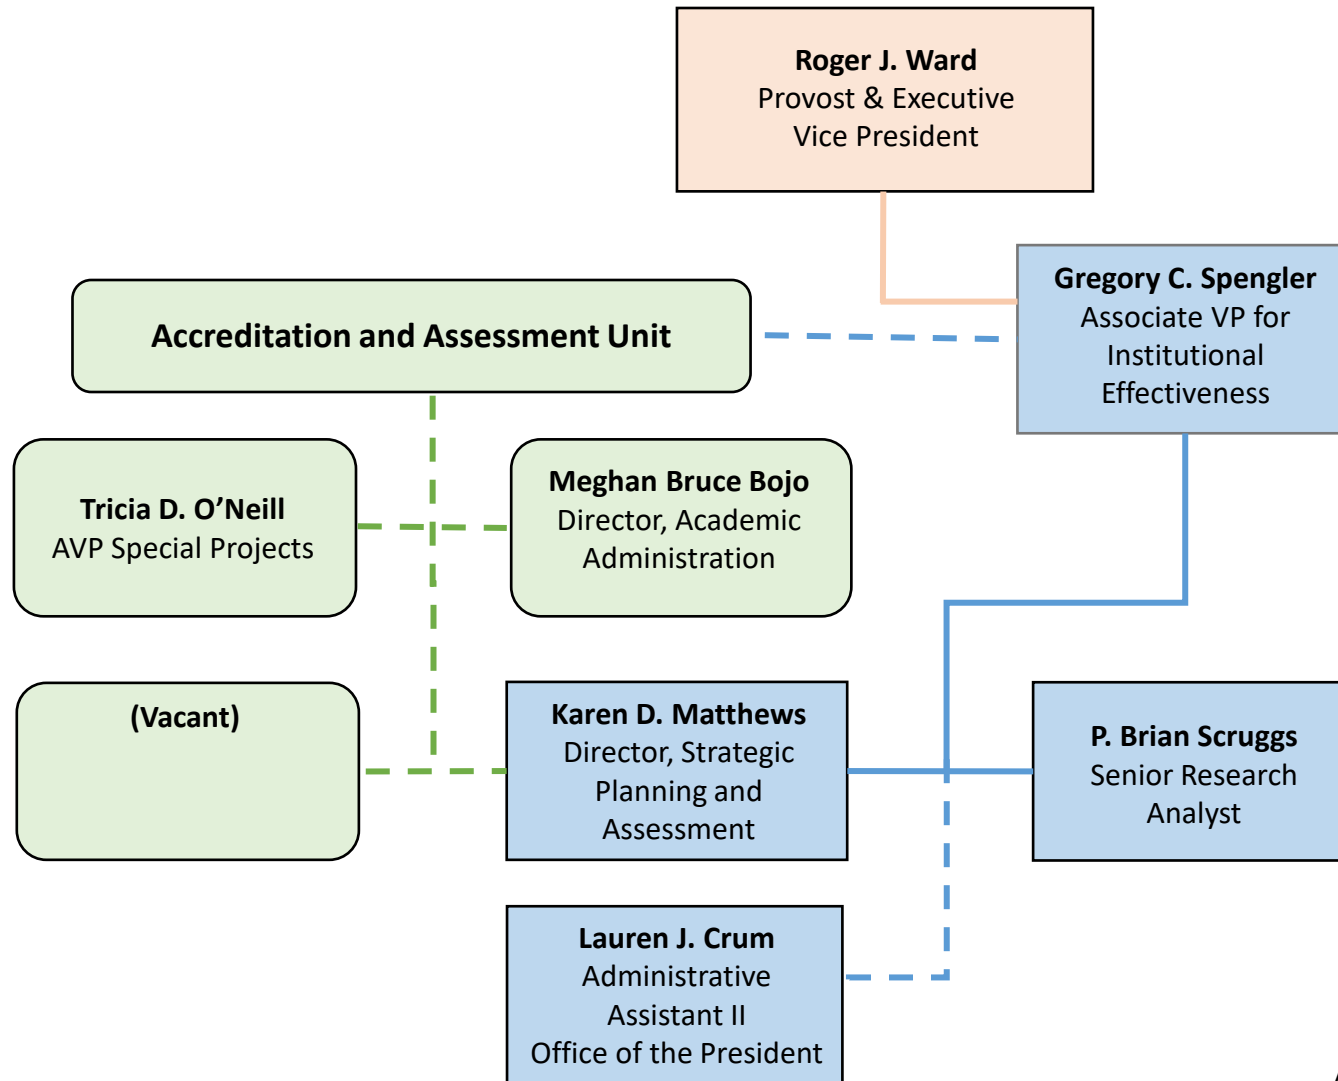 Roger J. Ward
Provost & Executive
Vice President
Gregory C. Spengler
Associate VP for
Institutional
Effectiveness
Accreditation and Assessment Unit
Tricia D. O’Neill
AVP Special Projects
Meghan Bruce Bojo
Director, Academic
Administration
(Vacant)
Karen D. Matthews
Director, Strategic
Planning and
Assessment
P. Brian Scruggs
Senior Research
Analyst
Lauren J. Crum
Administrative
Assistant II
Office of the President